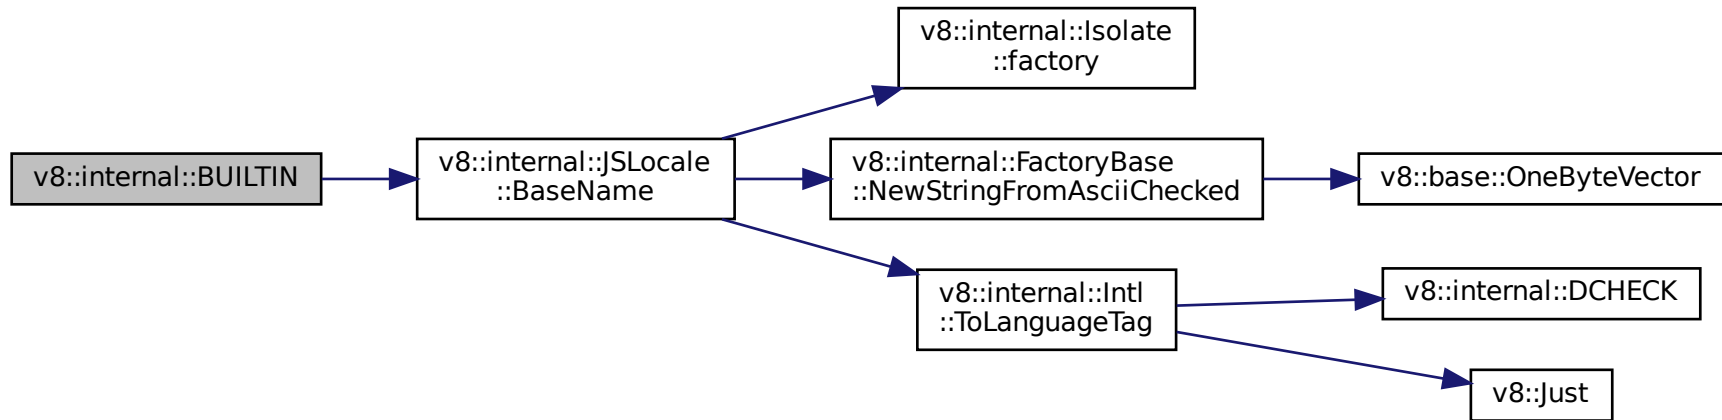 v8::internal::BUILTIN
v8::internal::JSLocale
::BaseName
v8::internal::Isolate
::factory
v8::internal::FactoryBase
::NewStringFromAsciiChecked
v8::base::OneByteVector
v8::internal::Intl
::ToLanguageTag
v8::internal::DCHECK
v8::Just